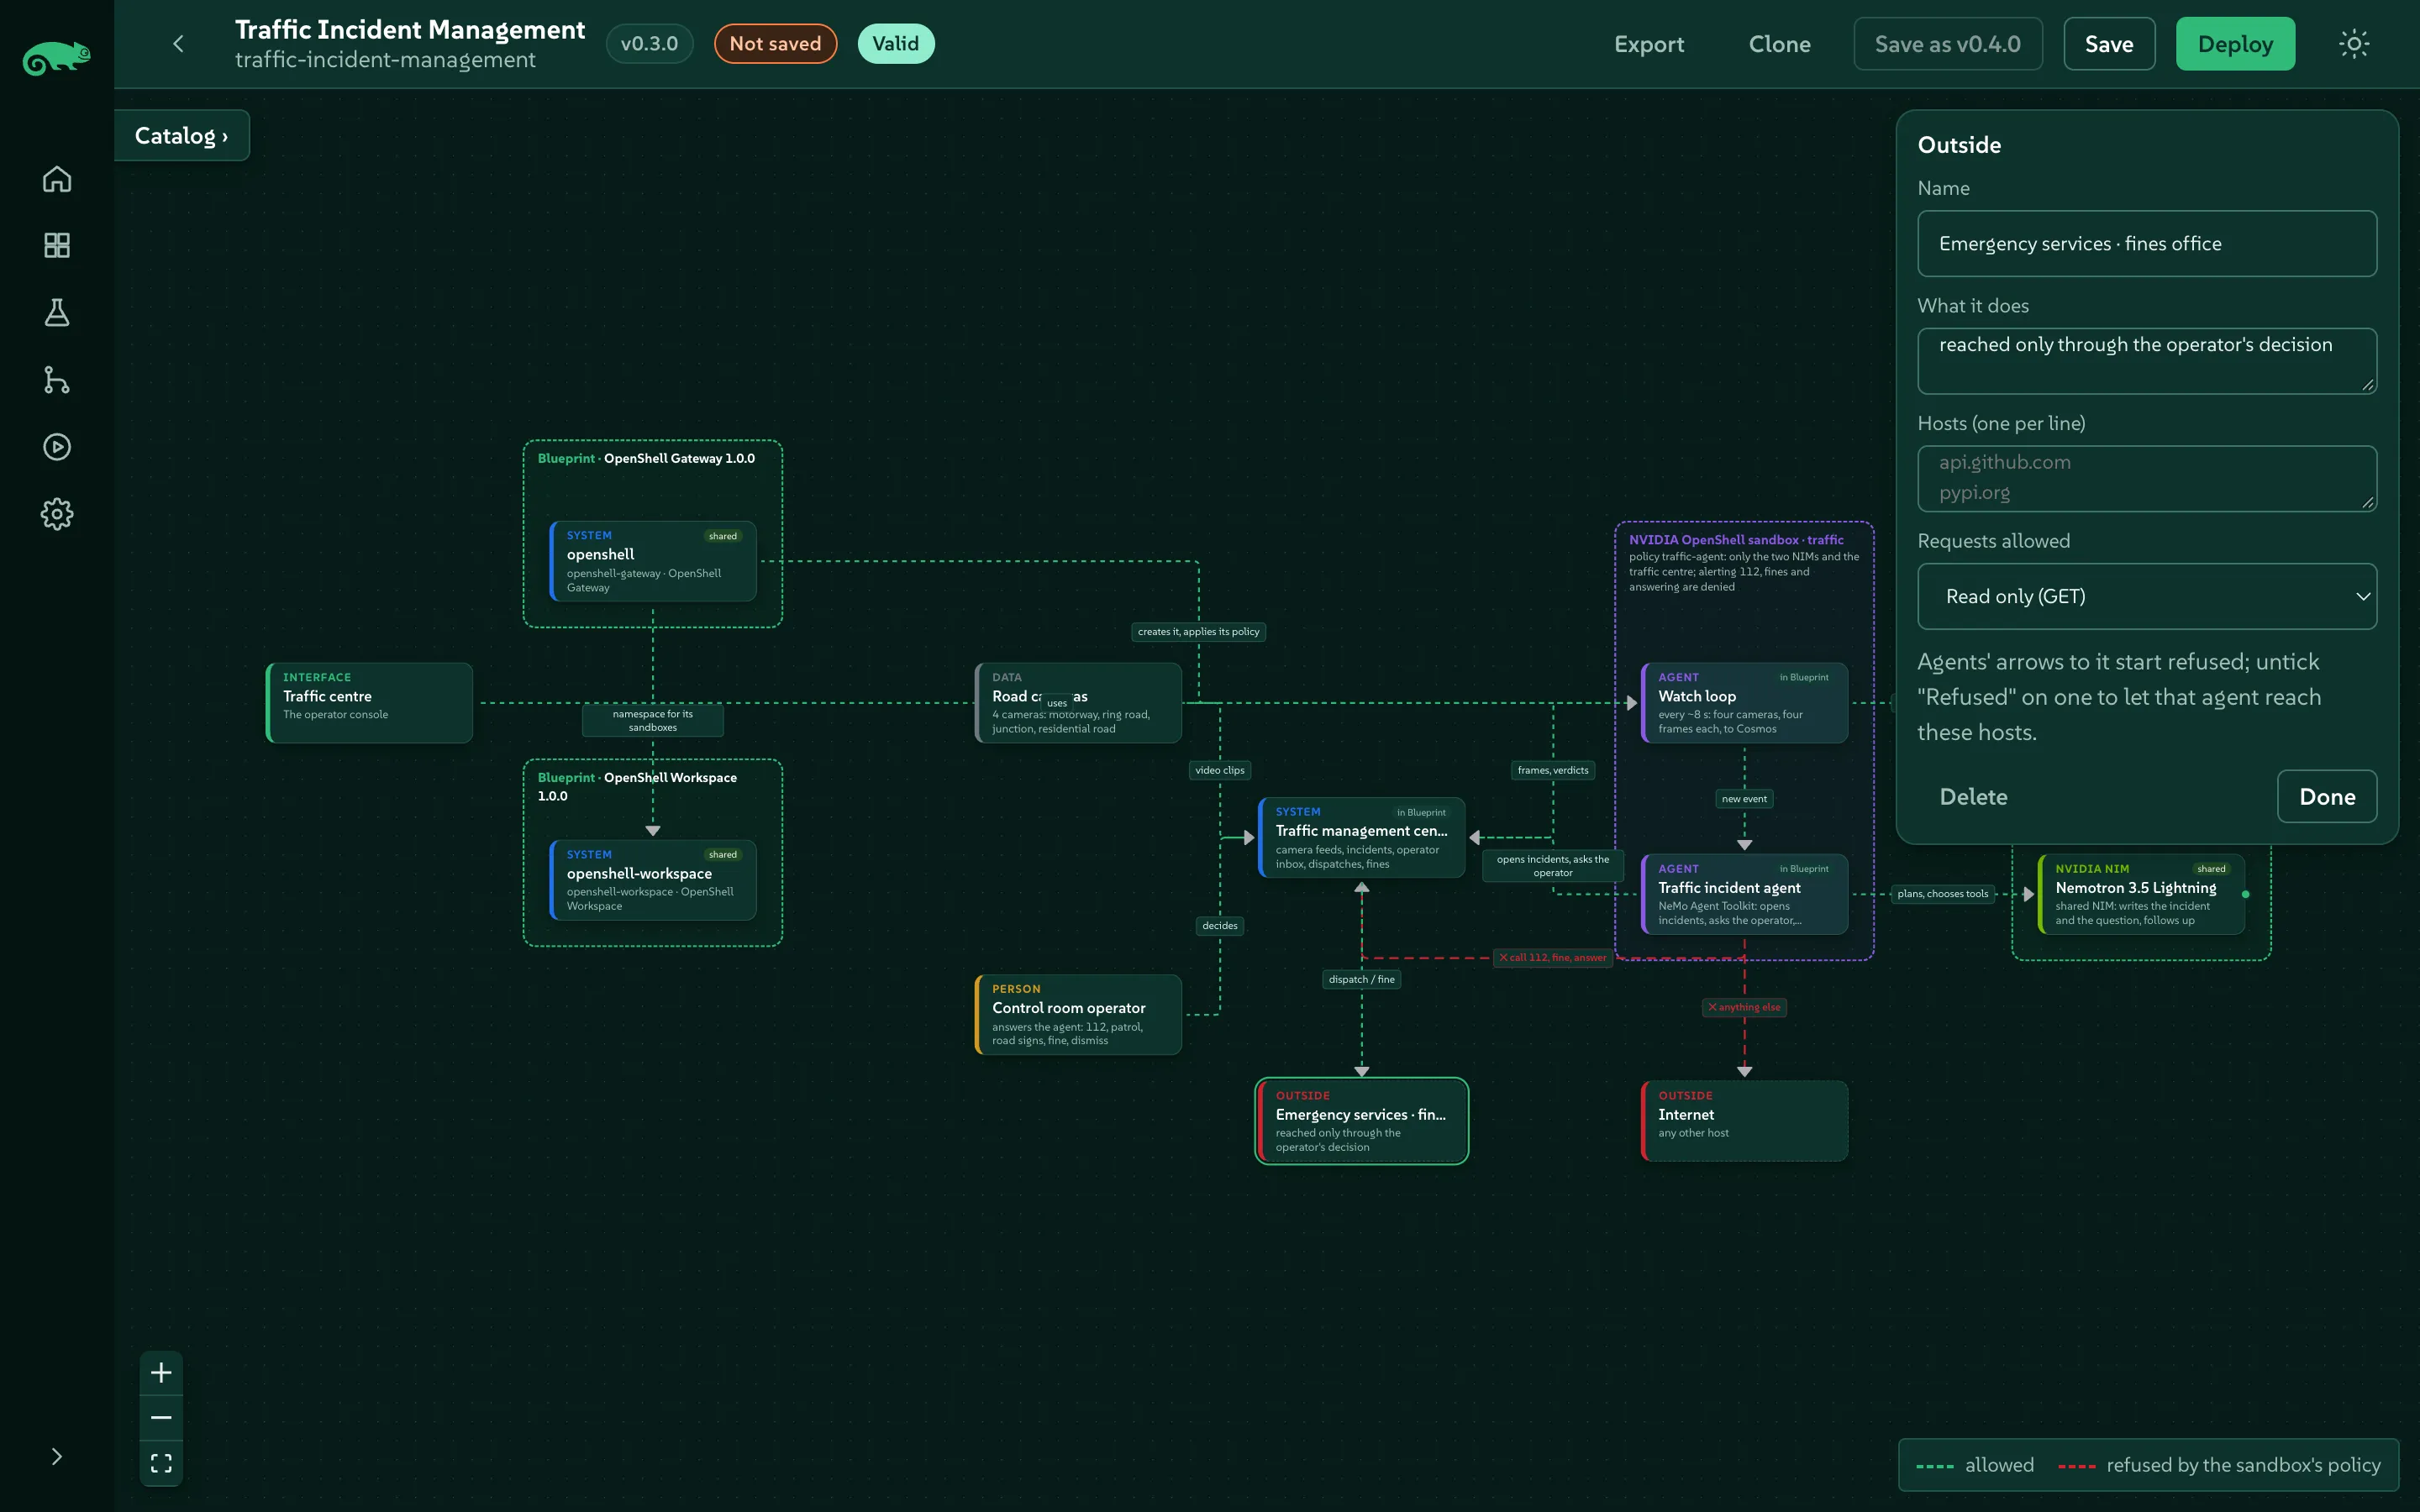 Traffic Incident Management
traffic-incident-management
v0.3.0
Not saved
Valid
Export
Clone
Save as v0.4.0
Save
Deploy
Catalog ›
Outside
Name
Emergency services · fines office
What it does
reached only through the operator's decision
Hosts (one per line)
api.github.com
pypi.org
Requests allowed
Read only (GET)
Agents' arrows to it start refused; untick
"Refused" on one to let that agent reach
these hosts.
Delete
Done
Blueprint · OpenShell Gateway 1.0.0
SYSTEM
shared
openshell
openshell-gateway · OpenShell
Gateway
NVIDIA OpenShell sandbox · traffic
policy traffic-agent: only the two NIMs and the
traffic centre; alerting 112, fines and
answering are denied
creates it, applies its policy
INTERFACE
Traffic centre
The operator console
namespace for its
sandboxes
DATA
Road ca
as
uses
4 cameras: motorway, ring road,
junction, residential road
AGENT
in Blueprint
Watch loop
every ~8 s: four cameras, four
frames each, to Cosmos
Blueprint · OpenShell Workspace
1.0.0
SYSTEM
shared
openshell-workspace
openshell-workspace · OpenShell
Workspace
video clips
frames, verdicts
new event
SYSTEM
in Blueprint
Traffic management cen...
camera feeds, incidents, operator
inbox, dispatches, fines
opens incidents, asks the
operator
AGENT
in Blueprint
Traffic incident agent
NeMo Agent Toolkit: opens
incidents, asks the operator,...
plans, chooses tools
NVIDIA NIM
shared
Nemotron 3.5 Lightning
shared NIM: writes the incident
and the question, follows up
decides
✕ call 112, fine, answer
dispatch / fine
✕ anything else
PERSON
Control room operator
answers the agent: 112, patrol,
road signs, fine, dismiss
OUTSIDE
Emergency services · fin...
reached only through the
operator's decision
OUTSIDE
Internet
any other host
allowed
refused by the sandbox's policy